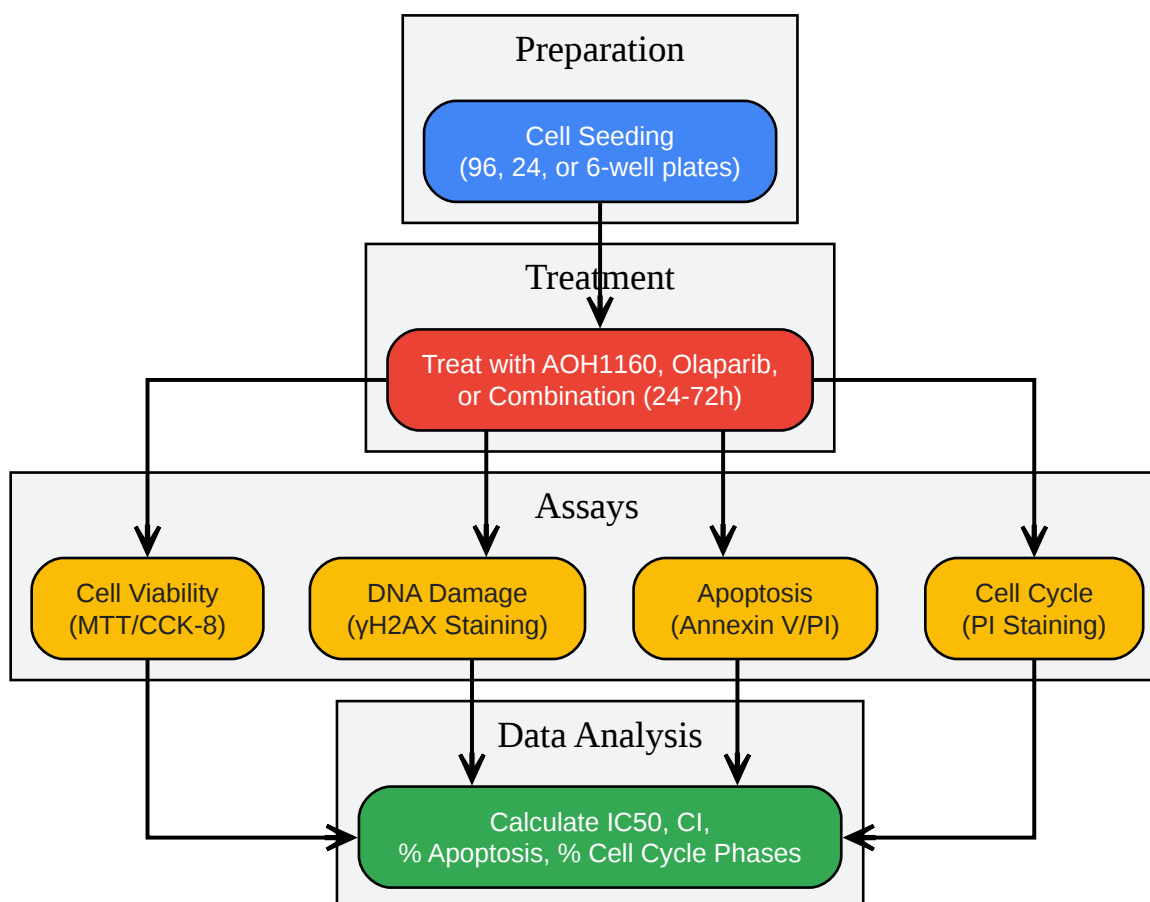 Preparation
Cell Seeding
(96, 24, or 6-well plates)
Treatment
Treat with AOH1160, Olaparib,
or Combination (24-72h)
Assays
Cell Viability
(MTT/CCK-8)
DNA Damage
(γH2AX Staining)
Apoptosis
(Annexin V/PI)
Cell Cycle
(PI Staining)
Data Analysis
Calculate IC50, CI,
% Apoptosis, % Cell Cycle Phases